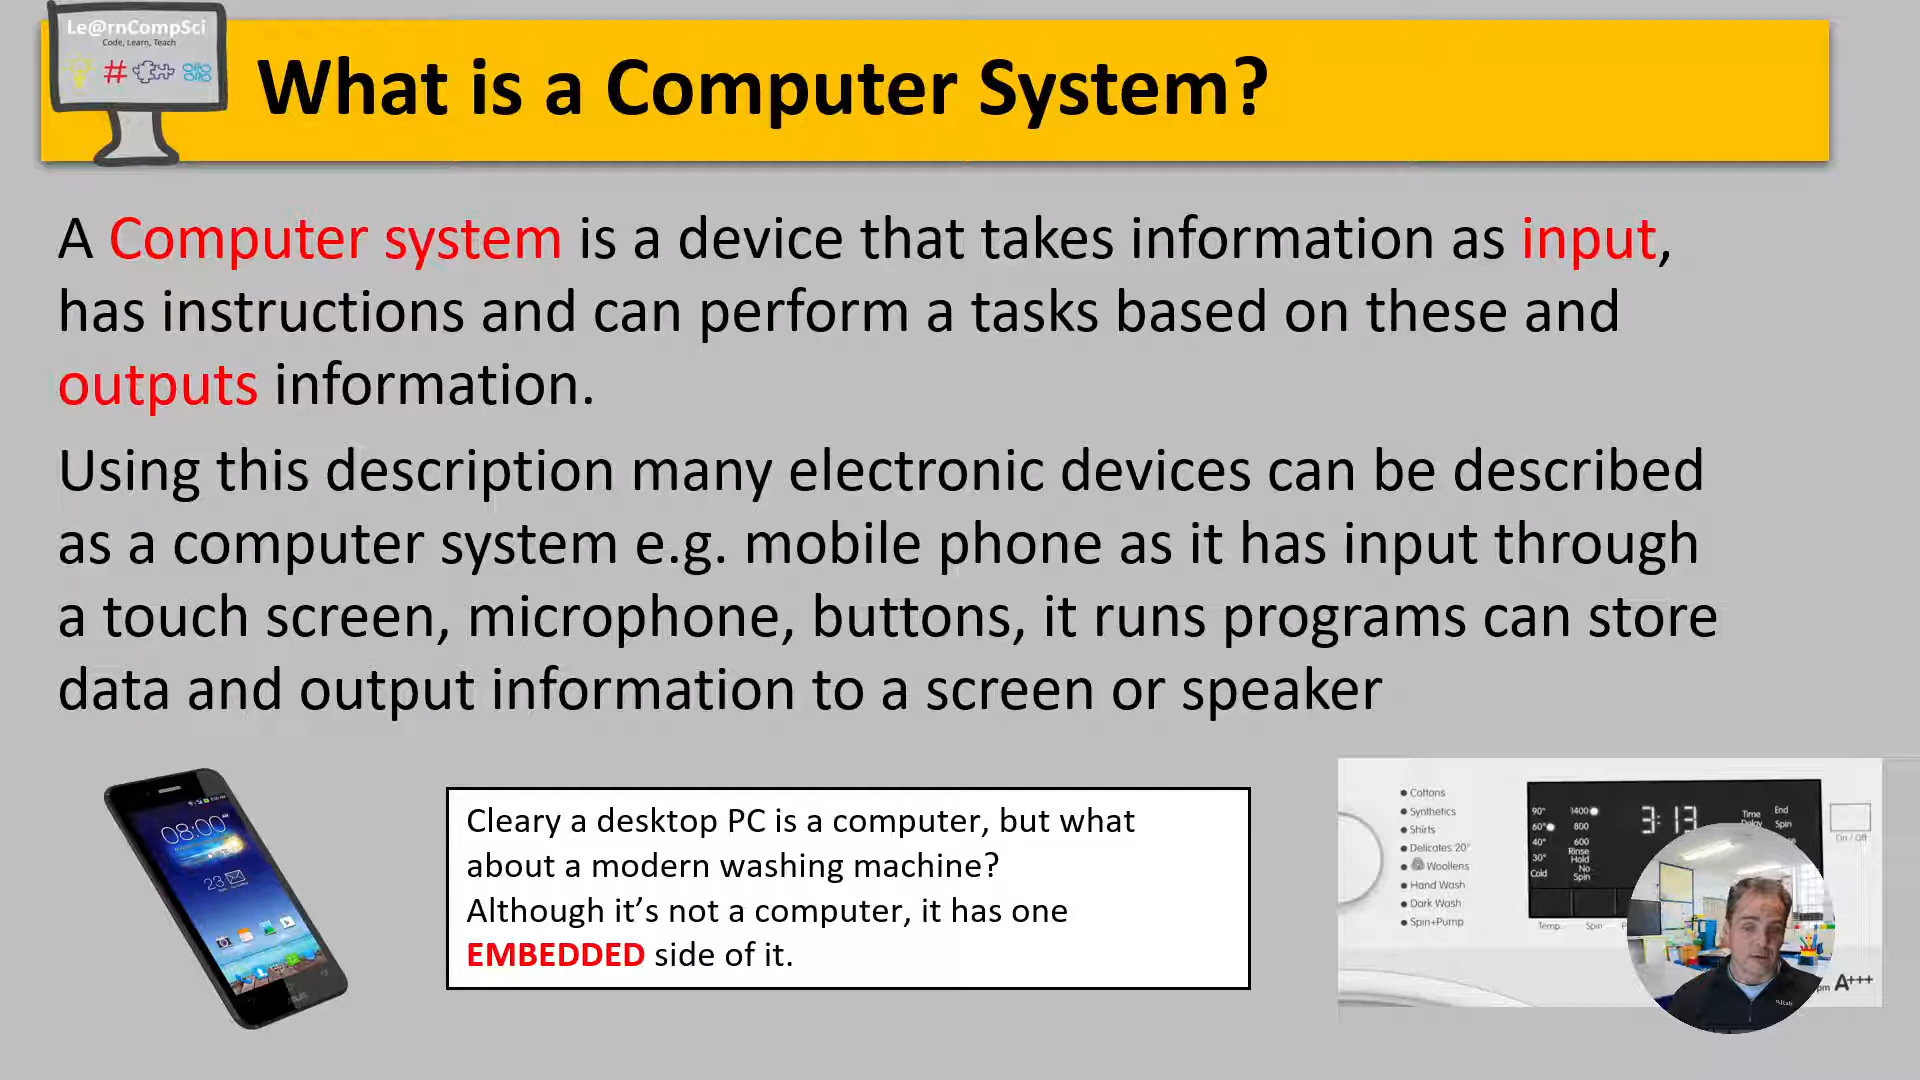 Le@rnCompSci
Code, Learn, Teach
What is a Computer System?
A Computer system is a device that takes information as input,
has instructions and can perform a tasks based on these and
outputs information.
Using this description many electronic devices can be described
as a computer system e.g. mobile phone as it has input through
a touch screen, microphone, buttons, it runs programs can store
data and output information to a screen or speaker
08:00
23
Cleary a desktop PC is a computer, but what
about a modern washing machine?
Although it’s not a computer, it has one
EMBEDDED side of it.
Cottons
Synthetics
Shirts
Delicates 20°
Woollens
Hand Wash
Dark Wash
Spin+Pump
90° 1400
60° 800
40° 600
30° Rinse Hold
Cold No Spin
3:13
Time Delay
End
Spin
On / Off
Temp. Spin
A+++